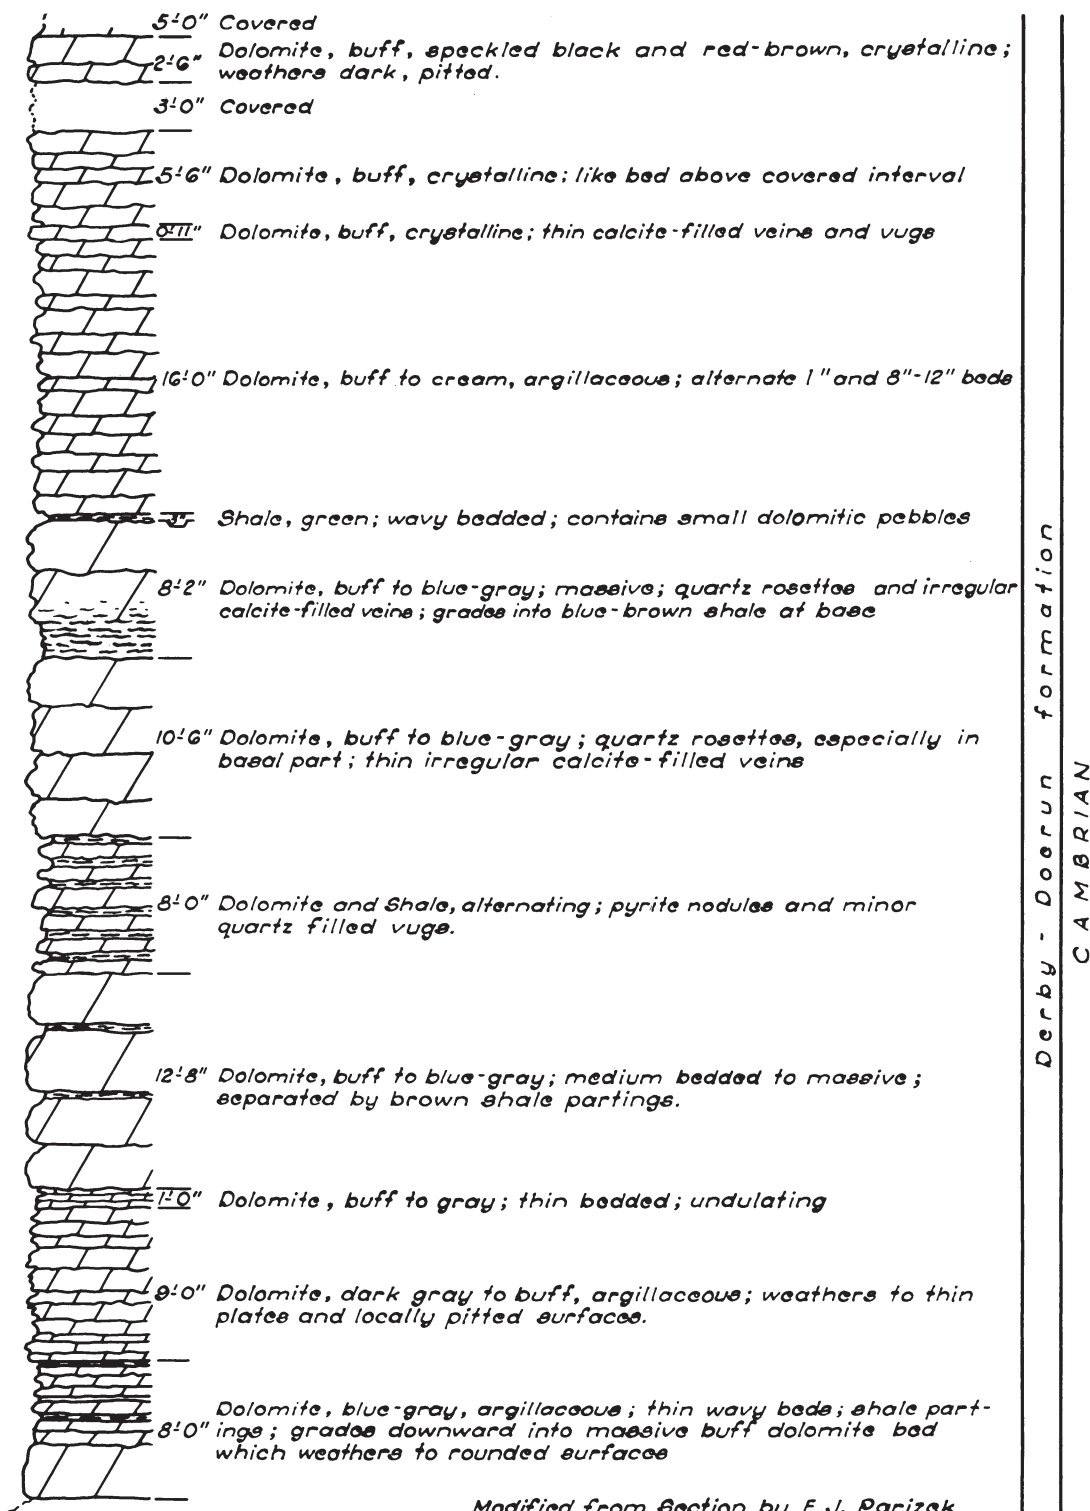 5'-0" Covered
2'-6" Dolomite, buff, speckled black and red-brown, crystalline;
weathers dark, pitted.
3'-0" Covered
5'-6" Dolomite, buff, crystalline; like bed above covered interval
0'-11" Dolomite, buff, crystalline; thin calcite-filled veins and vugs
16'-0" Dolomite, buff to cream, argillaceous; alternate 1" and 8"-12" beds
3" Shale, green; wavy bedded; contains small dolomitic pebbles
8'-2" Dolomite, buff to blue-gray; massive; quartz rosettes and irregular
calcite-filled veins; grades into blue-brown shale at base
10'-6" Dolomite, buff to blue-gray; quartz rosettes, especially in
basal part; thin irregular calcite-filled veins
8'-0" Dolomite and Shale, alternating; pyrite nodules and minor
quartz filled vugs.
12'-8" Dolomite, buff to blue-gray; medium bedded to massive;
separated by brown shale partings.
1'-0" Dolomite, buff to gray; thin bedded; undulating
9'-0" Dolomite, dark gray to buff, argillaceous; weathers to thin
plates and locally pitted surfaces.
Dolomite, blue-gray, argillaceous; thin wavy beds; shale part-
8'-0" ings; grades downward into massive buff dolomite bed
which weathers to rounded surfaces
Modified from Section by E.J. Parizek
Derby - Doerun formation
CAMBRIAN